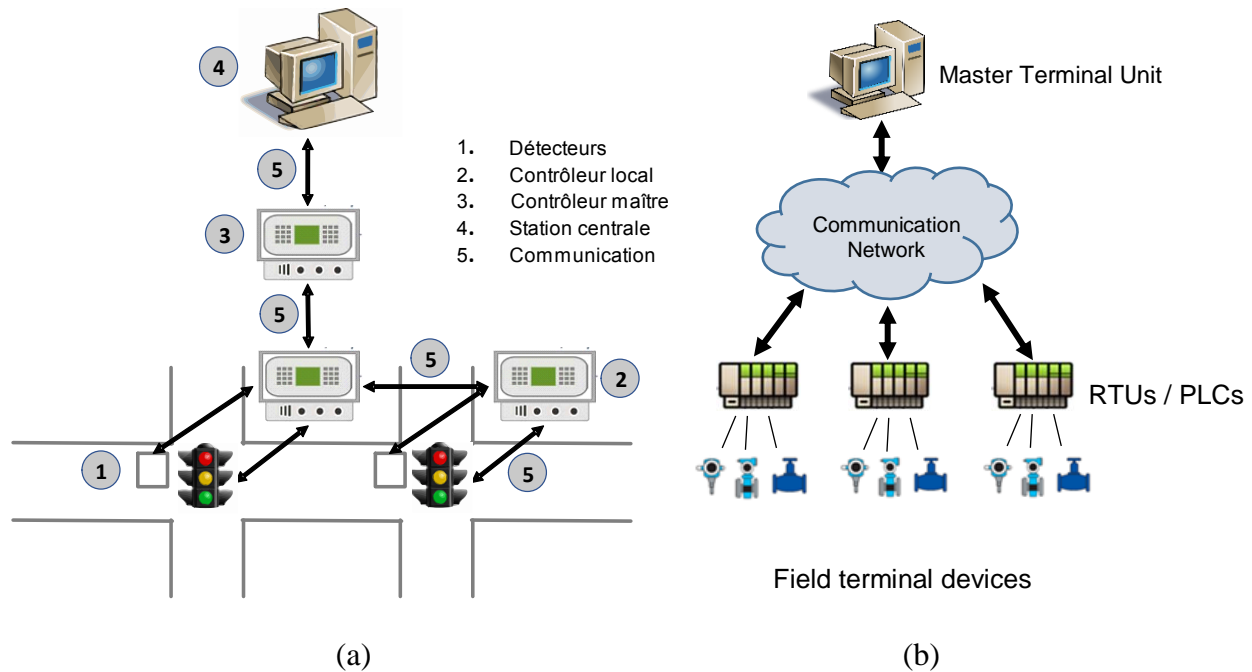 4
5
3
5
5
2
1
5
1. Détecteurs
2. Contrôleur local
3. Contrôleur maître
4. Station centrale
5. Communication
(a)
Master Terminal Unit
Communication
Network
RTUs / PLCs
Field terminal devices
(b)